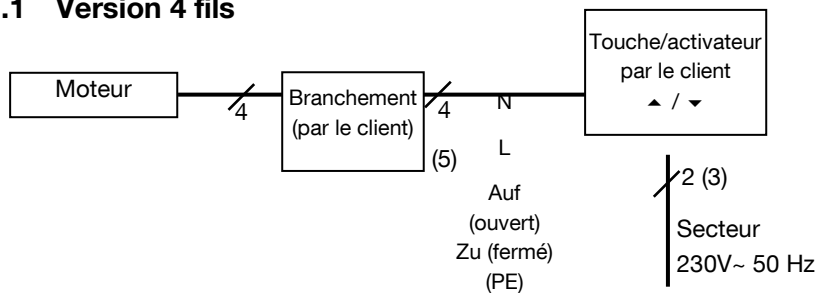 .1 Version 4 fils
Moteur
4
Branchement
(par le client)
4
(5)
N
L
Auf
(ouvert)
Zu (fermé)
(PE)
Touche/activateur
par le client
▲ / ▼
2 (3)
Secteur
230V~ 50 Hz